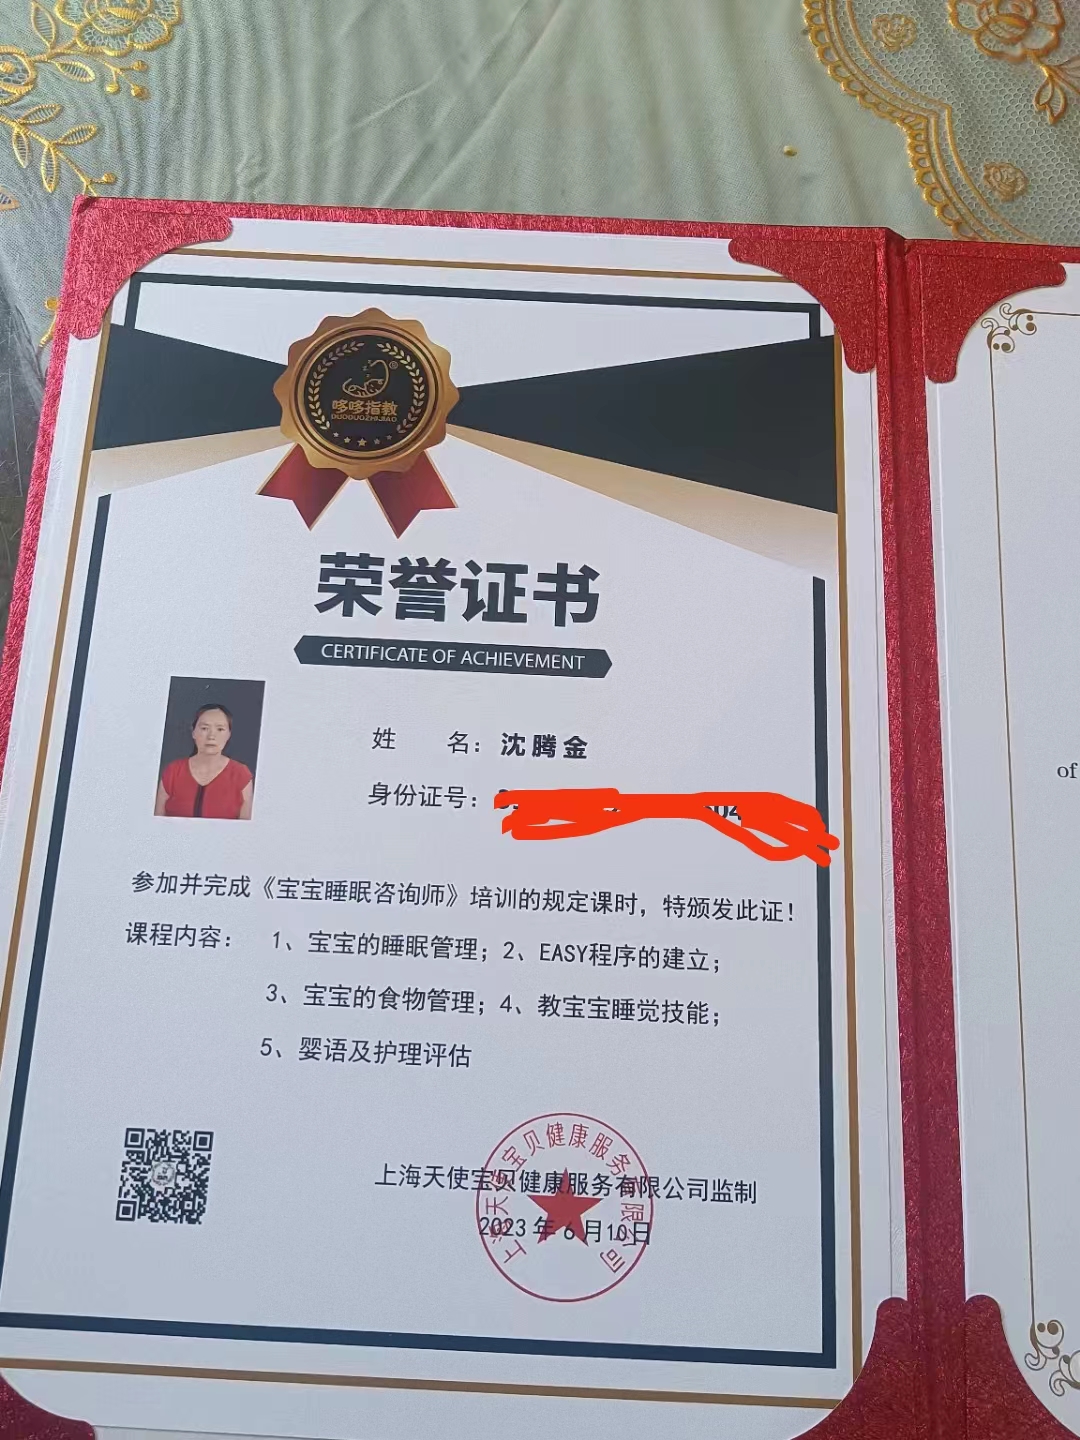 哆哆指教
DUODUOZHIJIAO
荣誉证书
CERTIFICATE OF ACHIEVEMENT
姓 名：沈腾金
身份证号：
参加并完成《宝宝睡眠咨询师》培训的规定课时，特颁发此证！
课程内容： 1、宝宝的睡眠管理；2、EASY程序的建立；
3、宝宝的食物管理；4、教宝宝睡觉技能；
5、婴语及护理评估
上海天使宝贝健康服务有限公司监制
2023年6月10日
上海天使宝贝健康服务有限公司
of